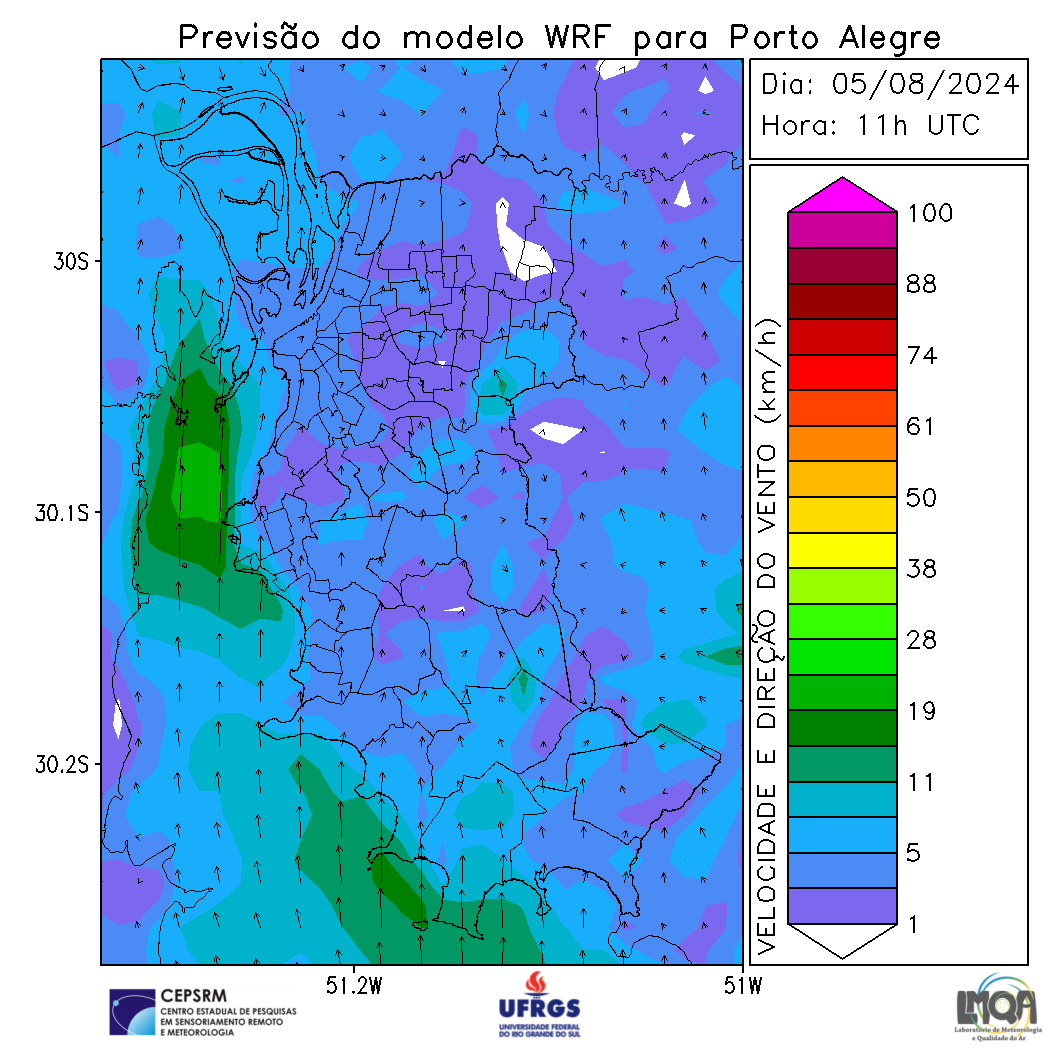 Previsão do modelo WRF para Porto Alegre
Dia: 05/08/2024
Hora: 11h UTC
30S
30.1S
30.2S
51.2W
51W
VELOCIDADE E DIREÇÃO DO VENTO (km/h)
100
88
74
61
50
38
28
19
11
5
1
CEPSRM
CENTRO ESTADUAL DE PESQUISAS
EM SENSORIAMENTO REMOTO
E METEOROLOGIA
UFRGS
UNIVERSIDADE FEDERAL
DO RIO GRANDE DO SUL
LMQA
Laboratório de Meteorologia
e Qualidade do Ar